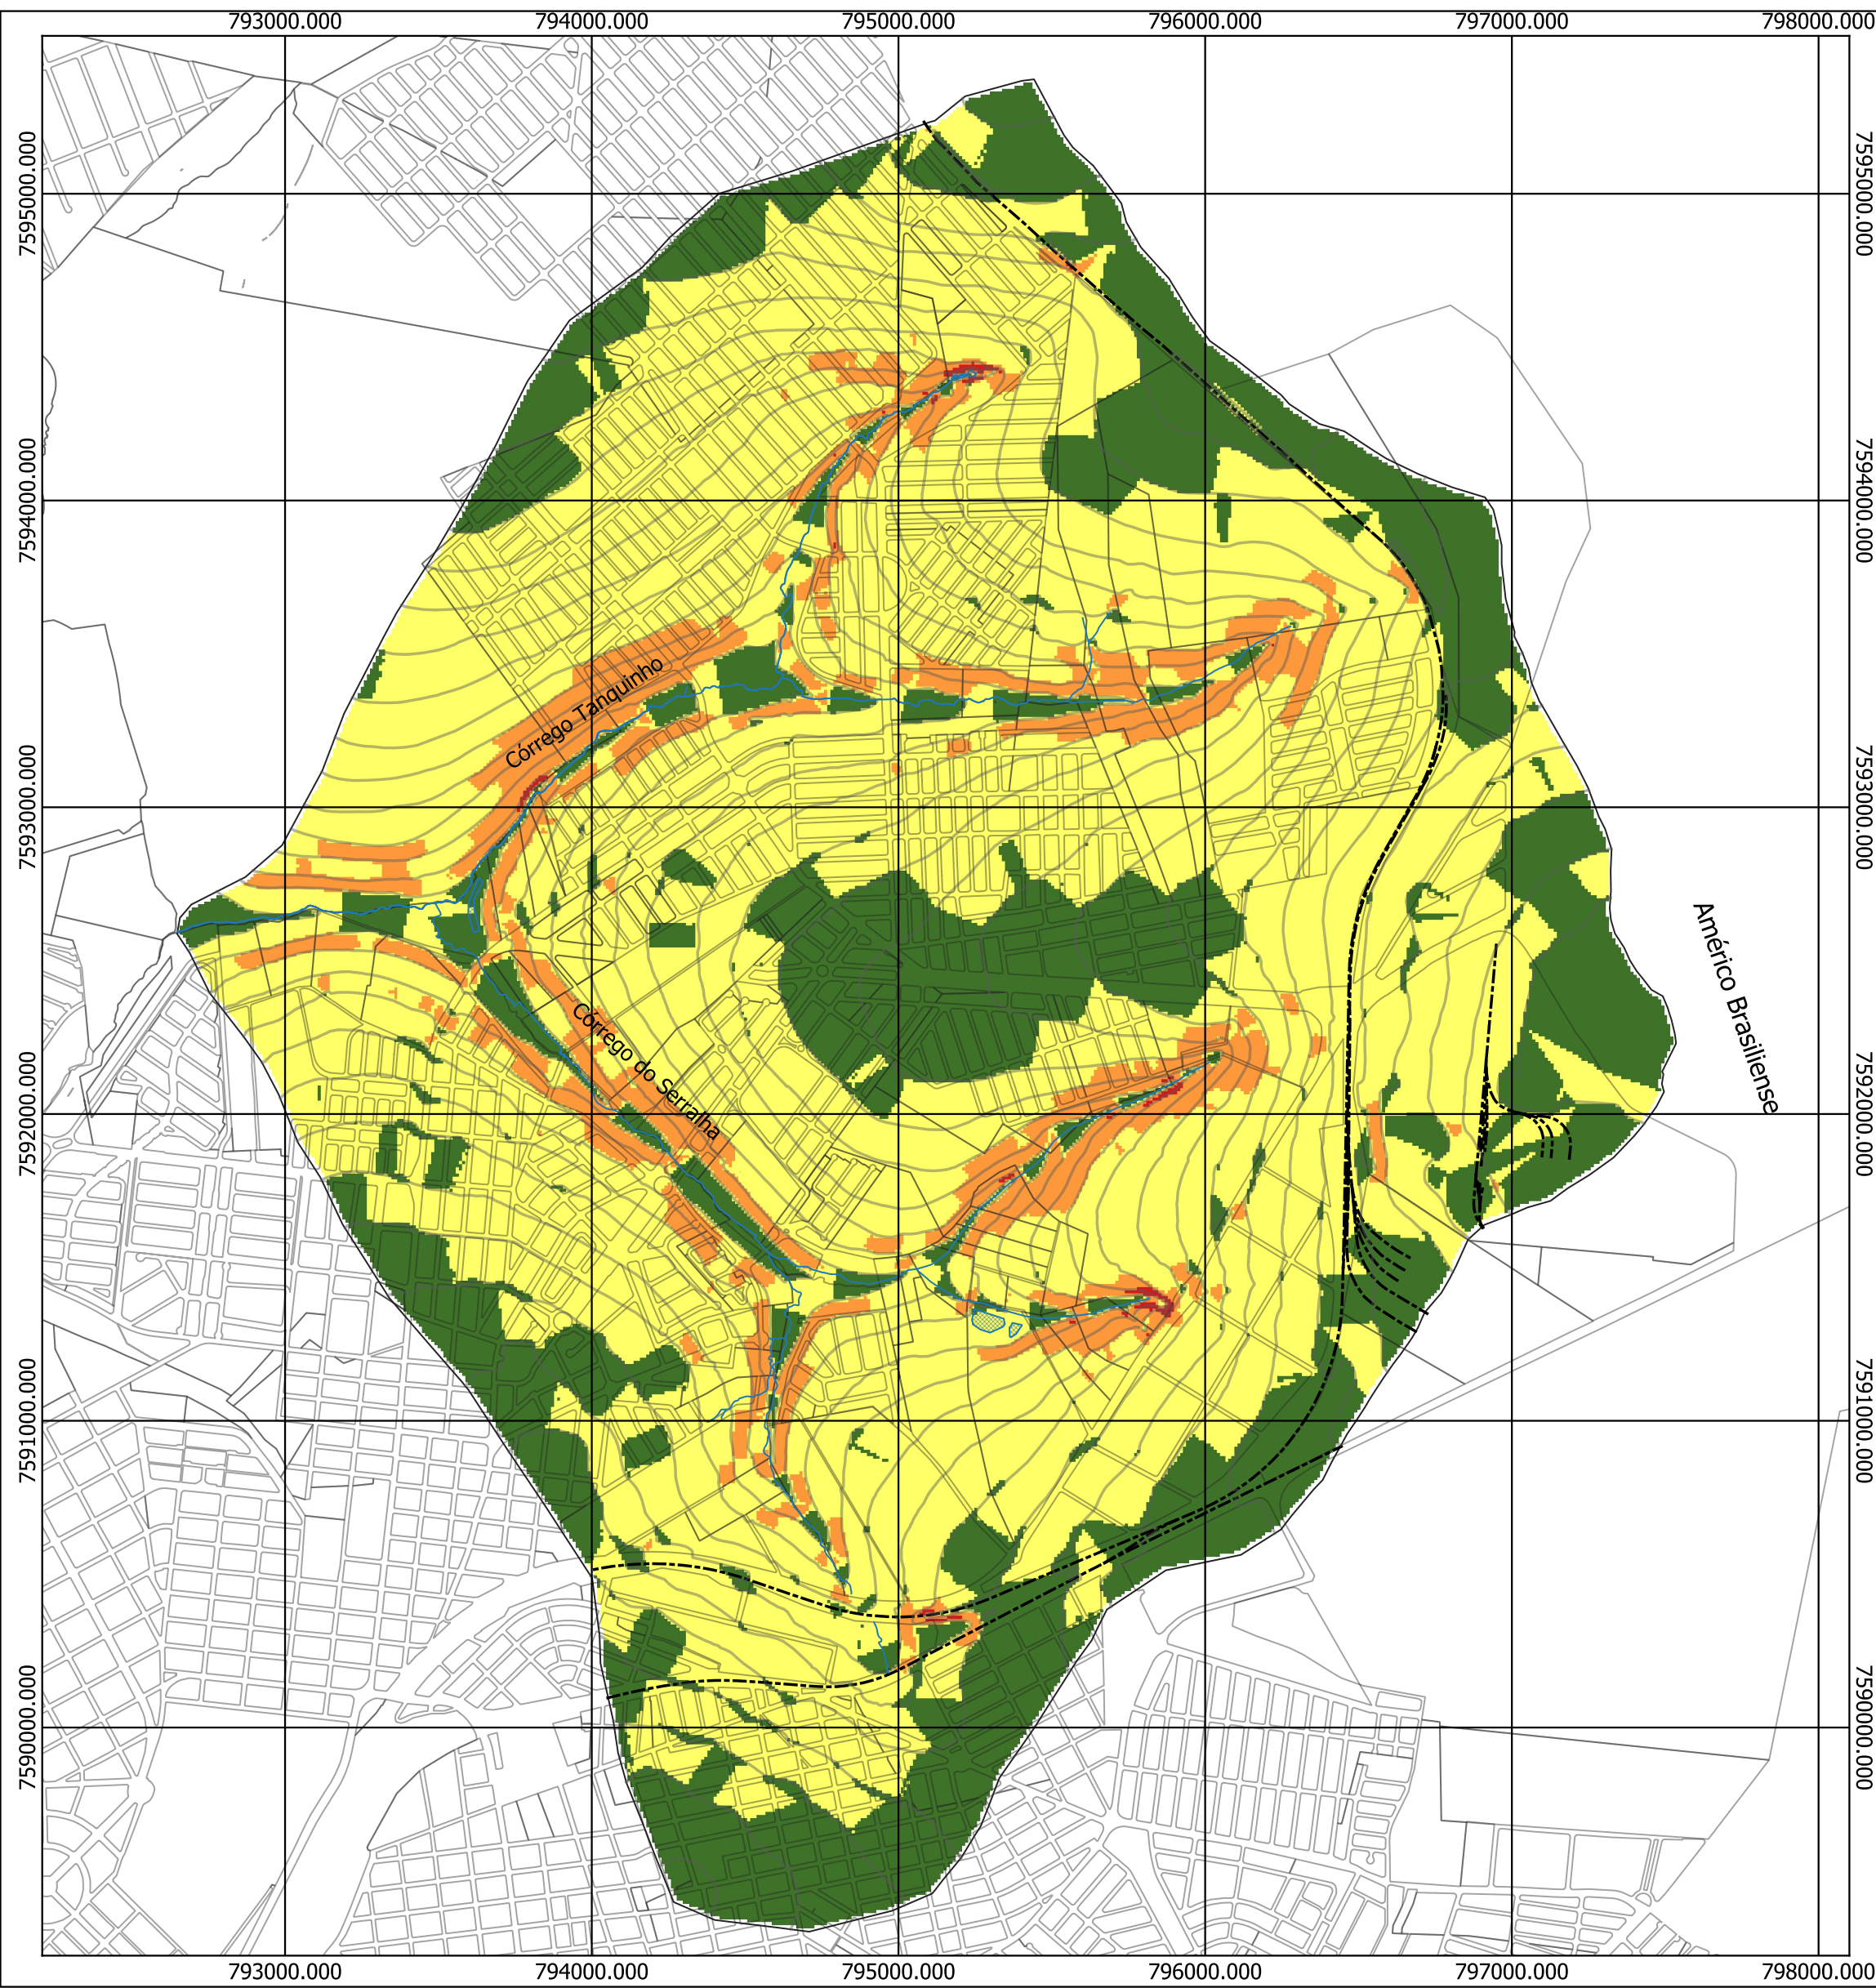 793000.000 794000.000 795000.000 796000.000 797000.000 798000.000
7595000.000 7595000.000
7594000.000 7594000.000
Córrego Tanquinho
7593000.000 7593000.000
Américo Brasiliense
Córrego do Serralha
7592000.000 7592000.000
7591000.000 7591000.000
7590000.000 7590000.000
793000.000 794000.000 795000.000 796000.000 797000.000 798000.000